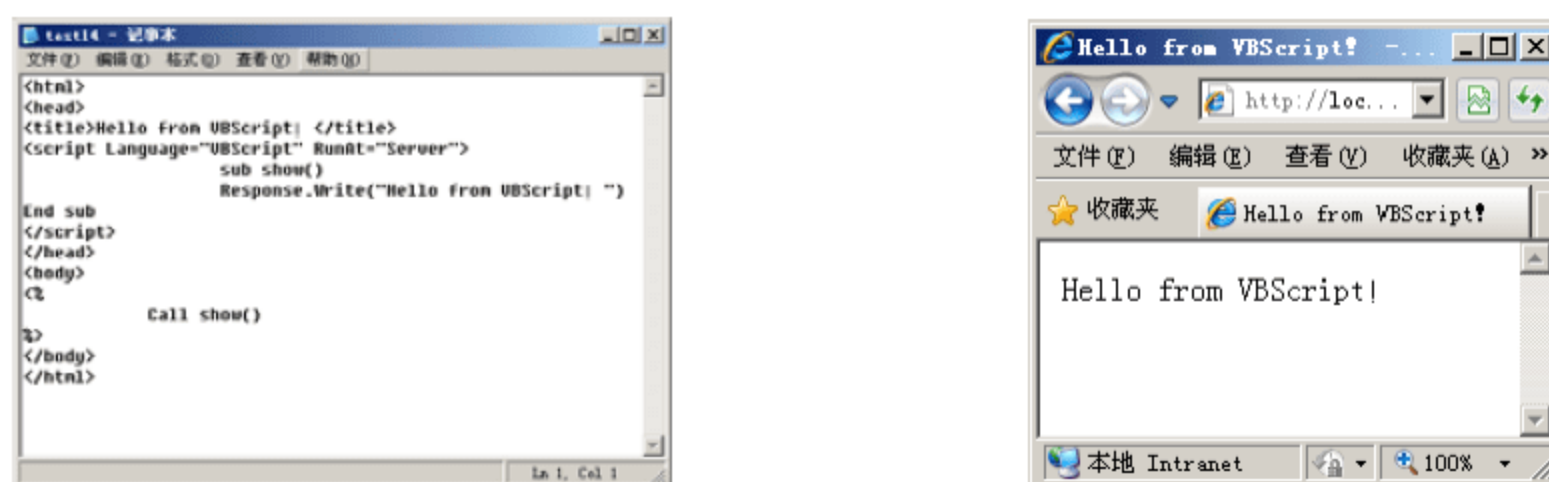 test14 - 记事本
文件(F) 编辑(E) 格式(O) 查看(V) 帮助(H)
<html>
<head>
<title>Hello from VBScript! </title>
<script Language="VBScript" RunAt="Server">
sub show()
Response.Write("Hello from VBScript! ")
End sub
</script>
</head>
<body>
<%
Call show()
%>
</body>
</html>
Ln 1, Col 1
Hello from VBScript! -...
http://loc...
文件(F) 编辑(E) 查看(V) 收藏夹(A) »
收藏夹 Hello from VBScript!
Hello from VBScript!
本地 Intranet 100%